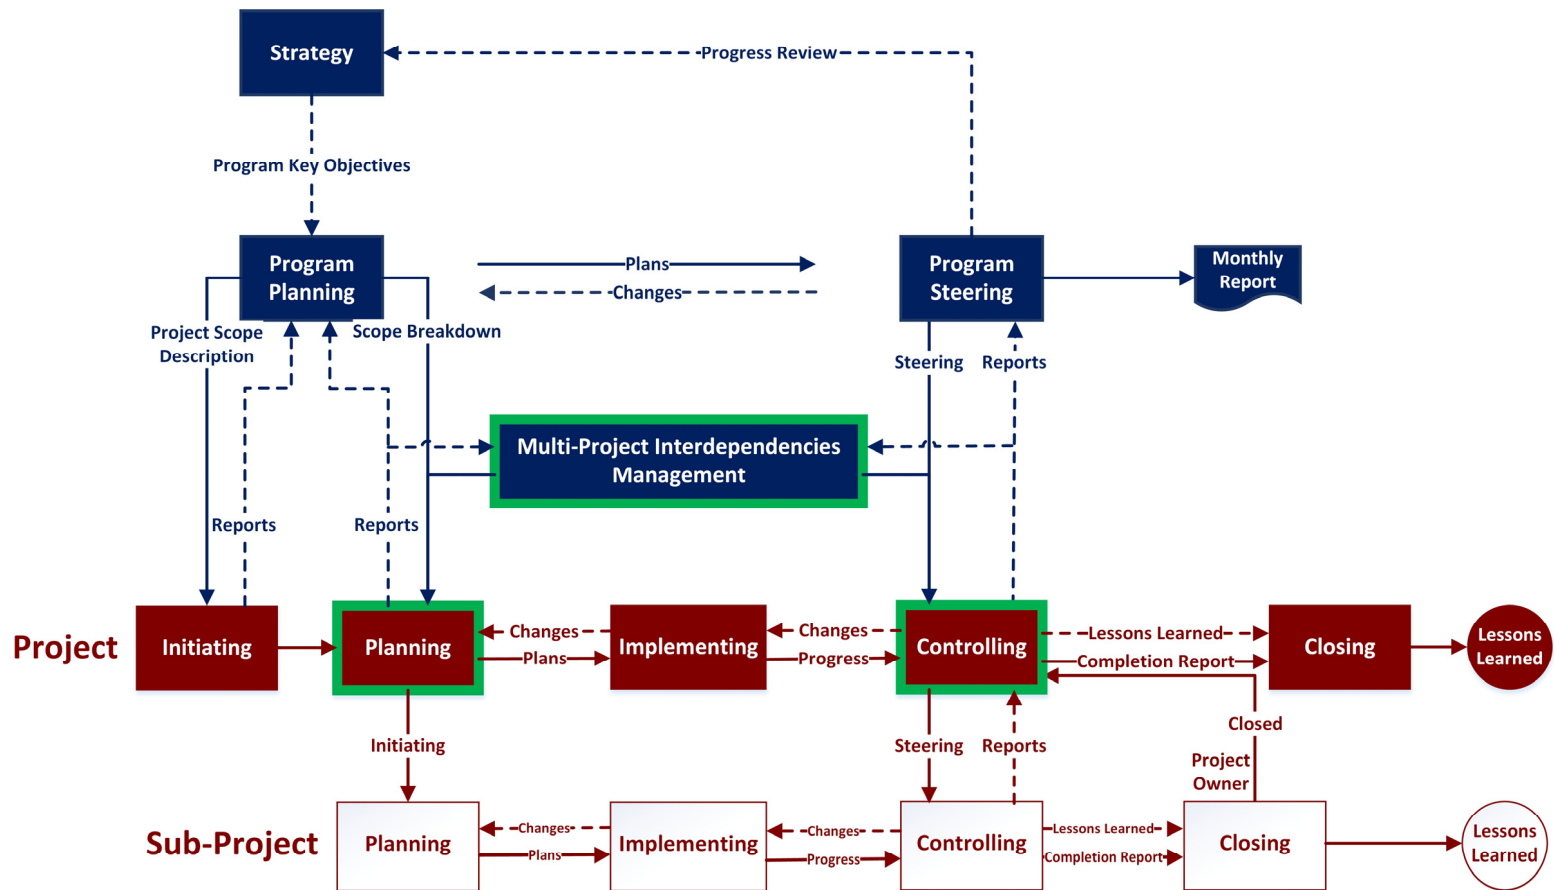 Strategy
Progress Review
Program Key Objectives
Program
Planning
Plans
Changes
Program
Steering
Monthly
Report
Project Scope
Description
Scope Breakdown
Steering
Reports
Multi-Project Interdependencies
Management
Reports
Reports
Project
Initiating
Planning
Changes
Plans
Implementing
Changes
Progress
Controlling
Lessons Learned
Completion Report
Closing
Lessons
Learned
Initiating
Steering
Reports
Closed
Project
Owner
Sub-Project
Planning
Changes
Plans
Implementing
Changes
Progress
Controlling
Lessons Learned
Completion Report
Closing
Lessons
Learned